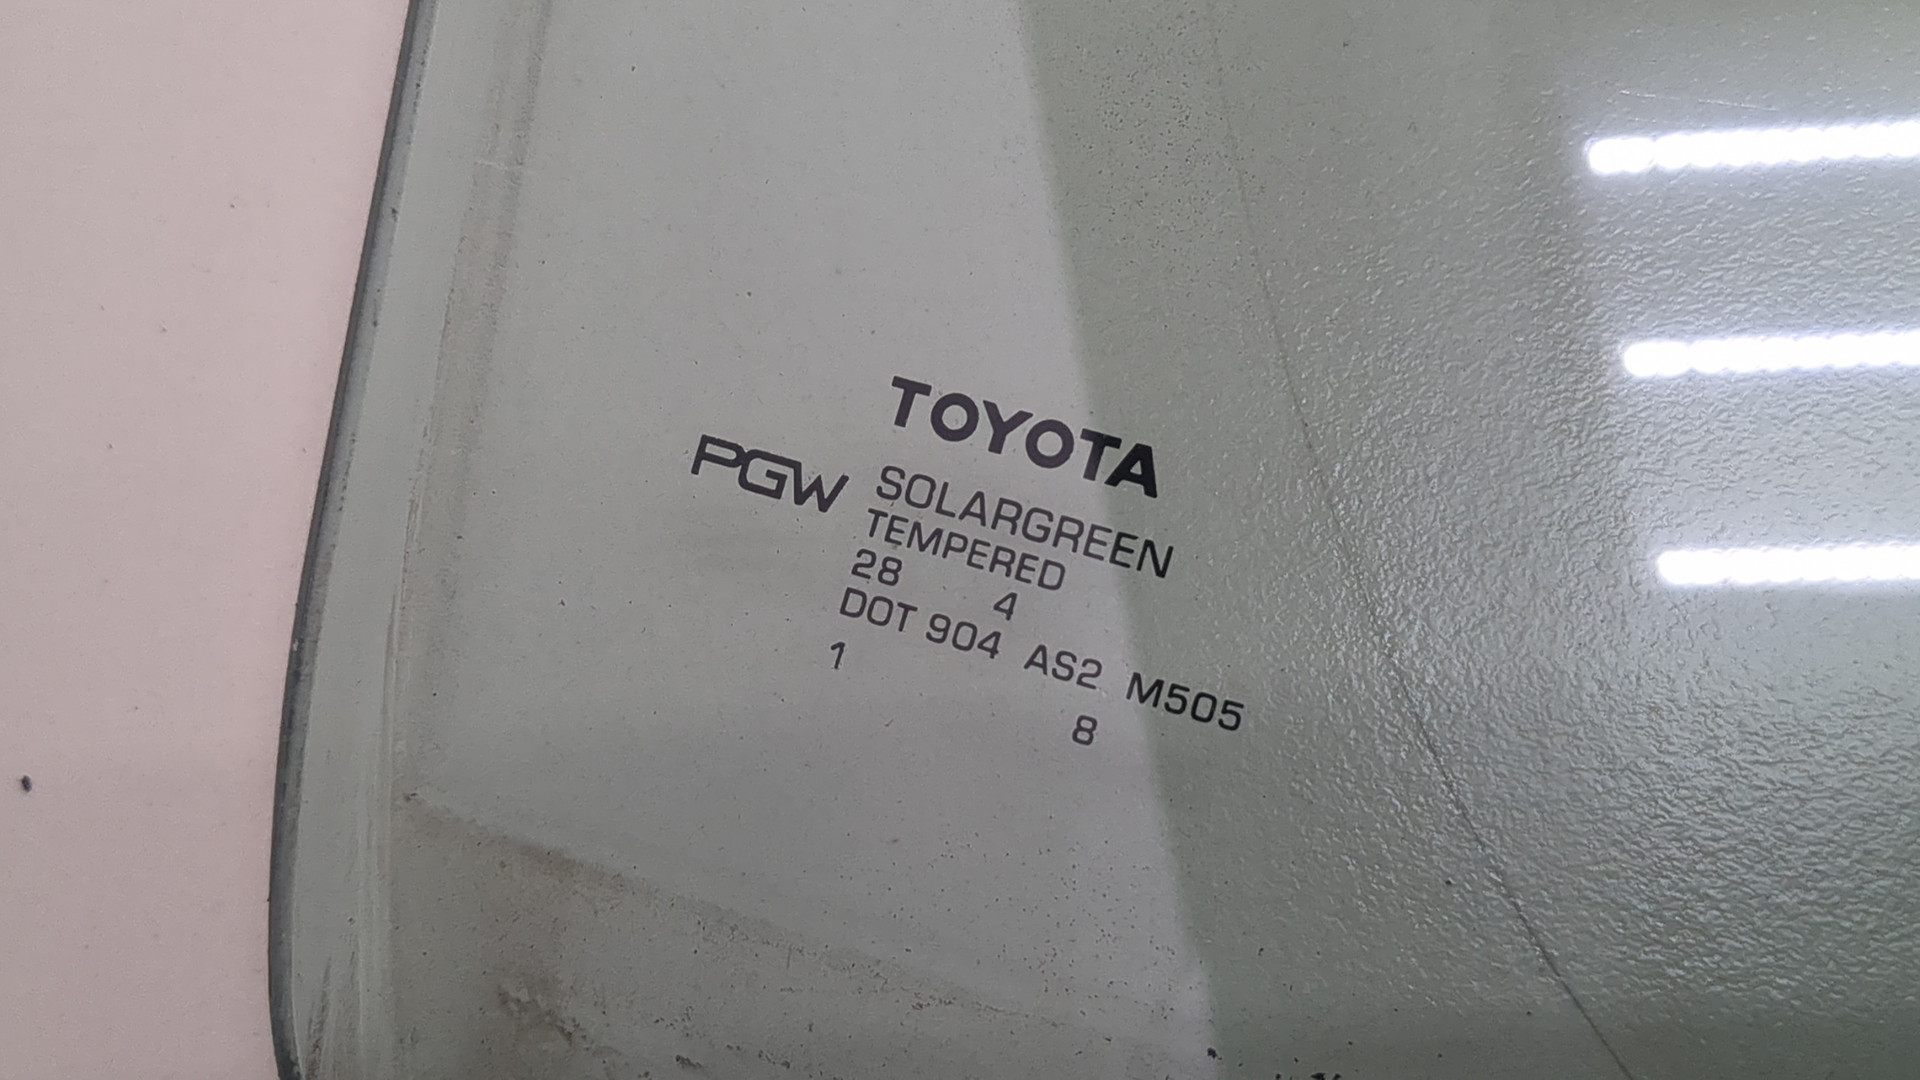 TOYOTA
PGW SOLARGREEN
TEMPERED
28 4
DOT 904 AS2 M505
1 8